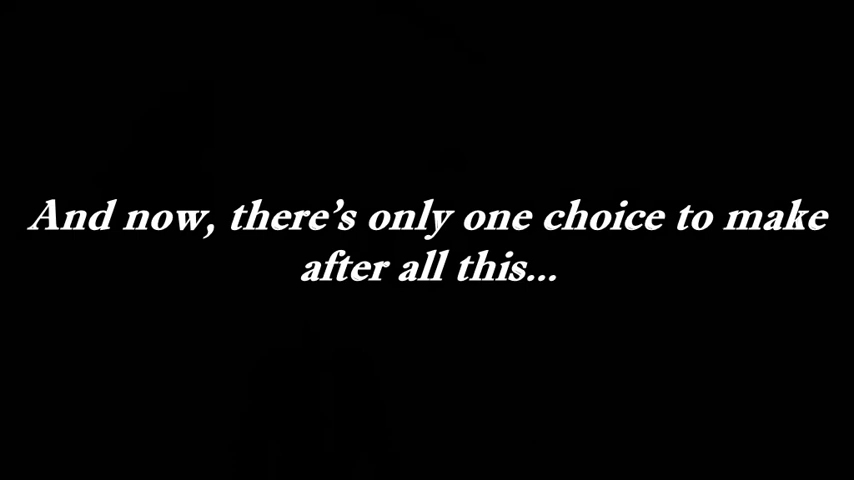 And now, there’s only one choice to make
after all this...